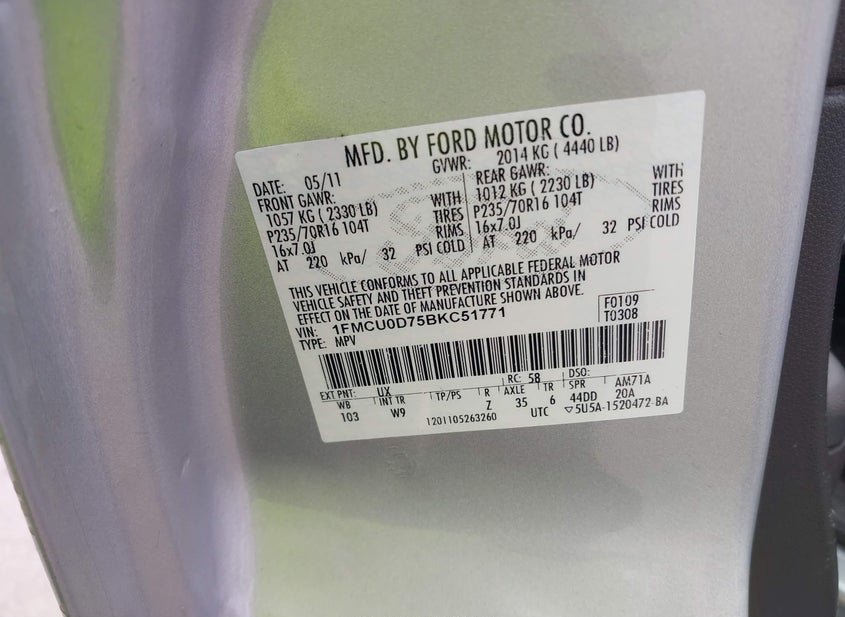 MFD. BY FORD MOTOR CO.
DATE: 05/11 GVWR: 2014 KG ( 4440 LB)
FRONT GAWR: REAR GAWR:
1057 KG ( 2330 LB) WITH 1012 KG ( 2230 LB) WITH
P235/70R16 104T TIRES P235/70R16 104T TIRES
16x7.0J RIMS 16x7.0J RIMS
AT 220 kPa/ 32 PSI COLD AT 220 kPa/ 32 PSI COLD
THIS VEHICLE CONFORMS TO ALL APPLICABLE FEDERAL MOTOR
VEHICLE SAFETY AND THEFT PREVENTION STANDARDS IN
EFFECT ON THE DATE OF MANUFACTURE SHOWN ABOVE.
VIN: 1FMCU0D75BKC51771 F0109
TYPE: MPV T0308
EXT PNT: UX RC: 58 DSO:
WB INT TR TP/PS R AXLE TR SPR AM71A
103 W9 Z 35 6 44DD 20A
1201105263260 UTC ▽5U5A-1520472-BA